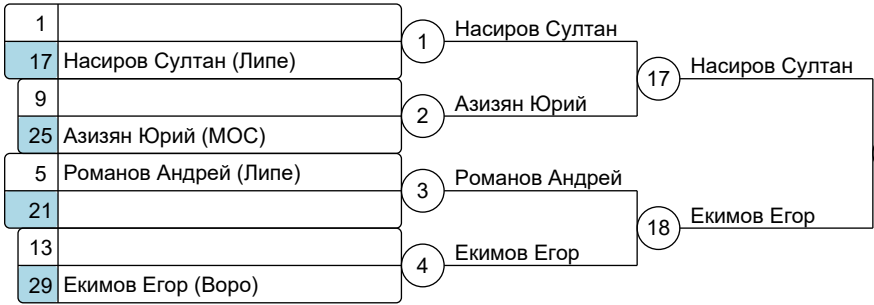 1
17 Насиров Султан (Липе)
9
25 Азизян Юрий (МОС)
5 Романов Андрей (Липе)
21
13
29 Екимов Егор (Воро)
1 Насиров Султан
2 Азизян Юрий
3 Романов Андрей
4 Екимов Егор
17 Насиров Султан
18 Екимов Егор